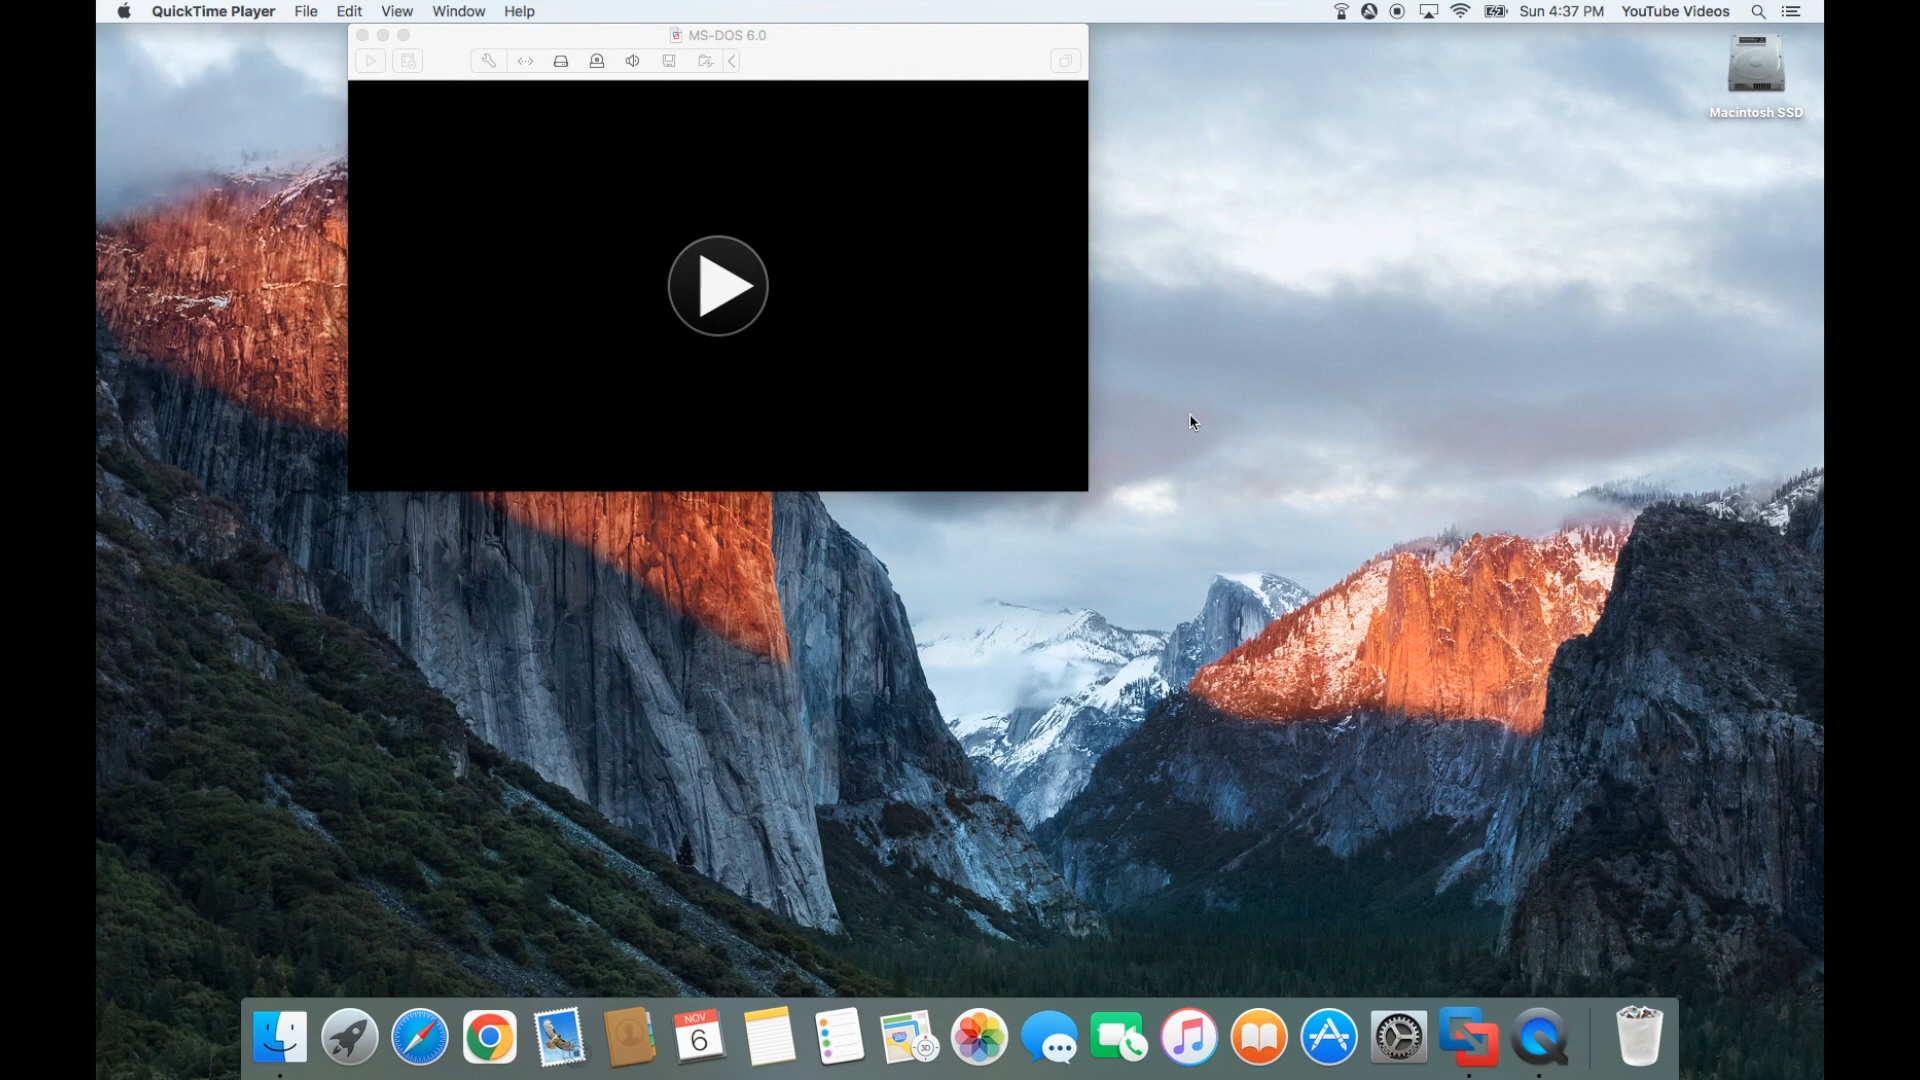 QuickTime Player File Edit View Window Help Sun 4:37 PM YouTube Videos
MS-DOS 6.0
Macintosh SSD
NOV
6
3D